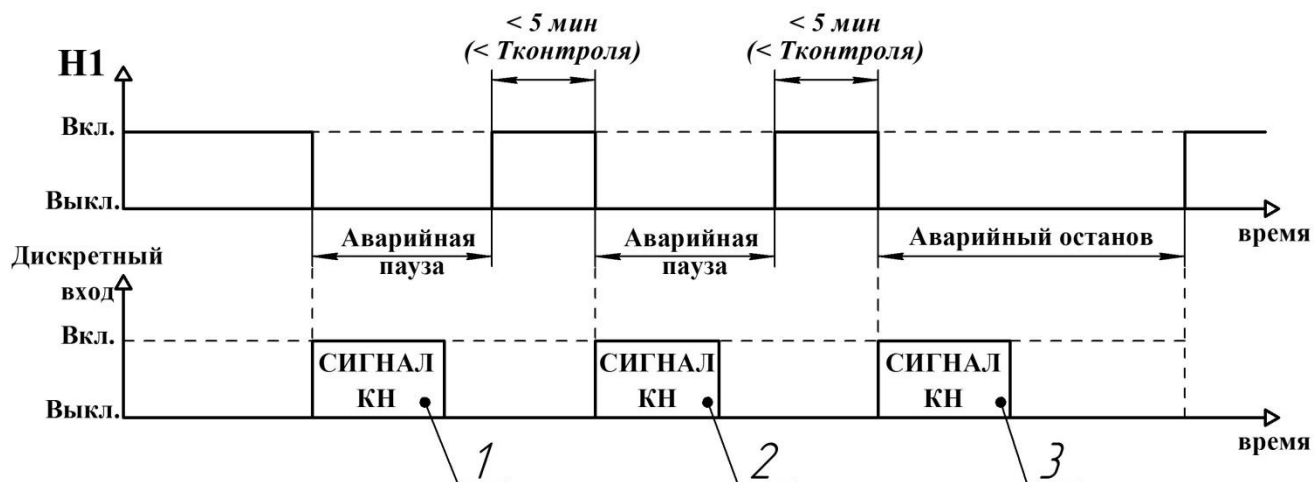 < 5 мин
(< Тконтроля)
< 5 мин
(< Тконтроля)
Н1
Вкл.
Выкл.
время
Аварийная
пауза
Аварийная
пауза
Аварийный останов
Дискретный
вход
Вкл.
Выкл.
время
СИГНАЛ
КН
СИГНАЛ
КН
СИГНАЛ
КН
1
2
3